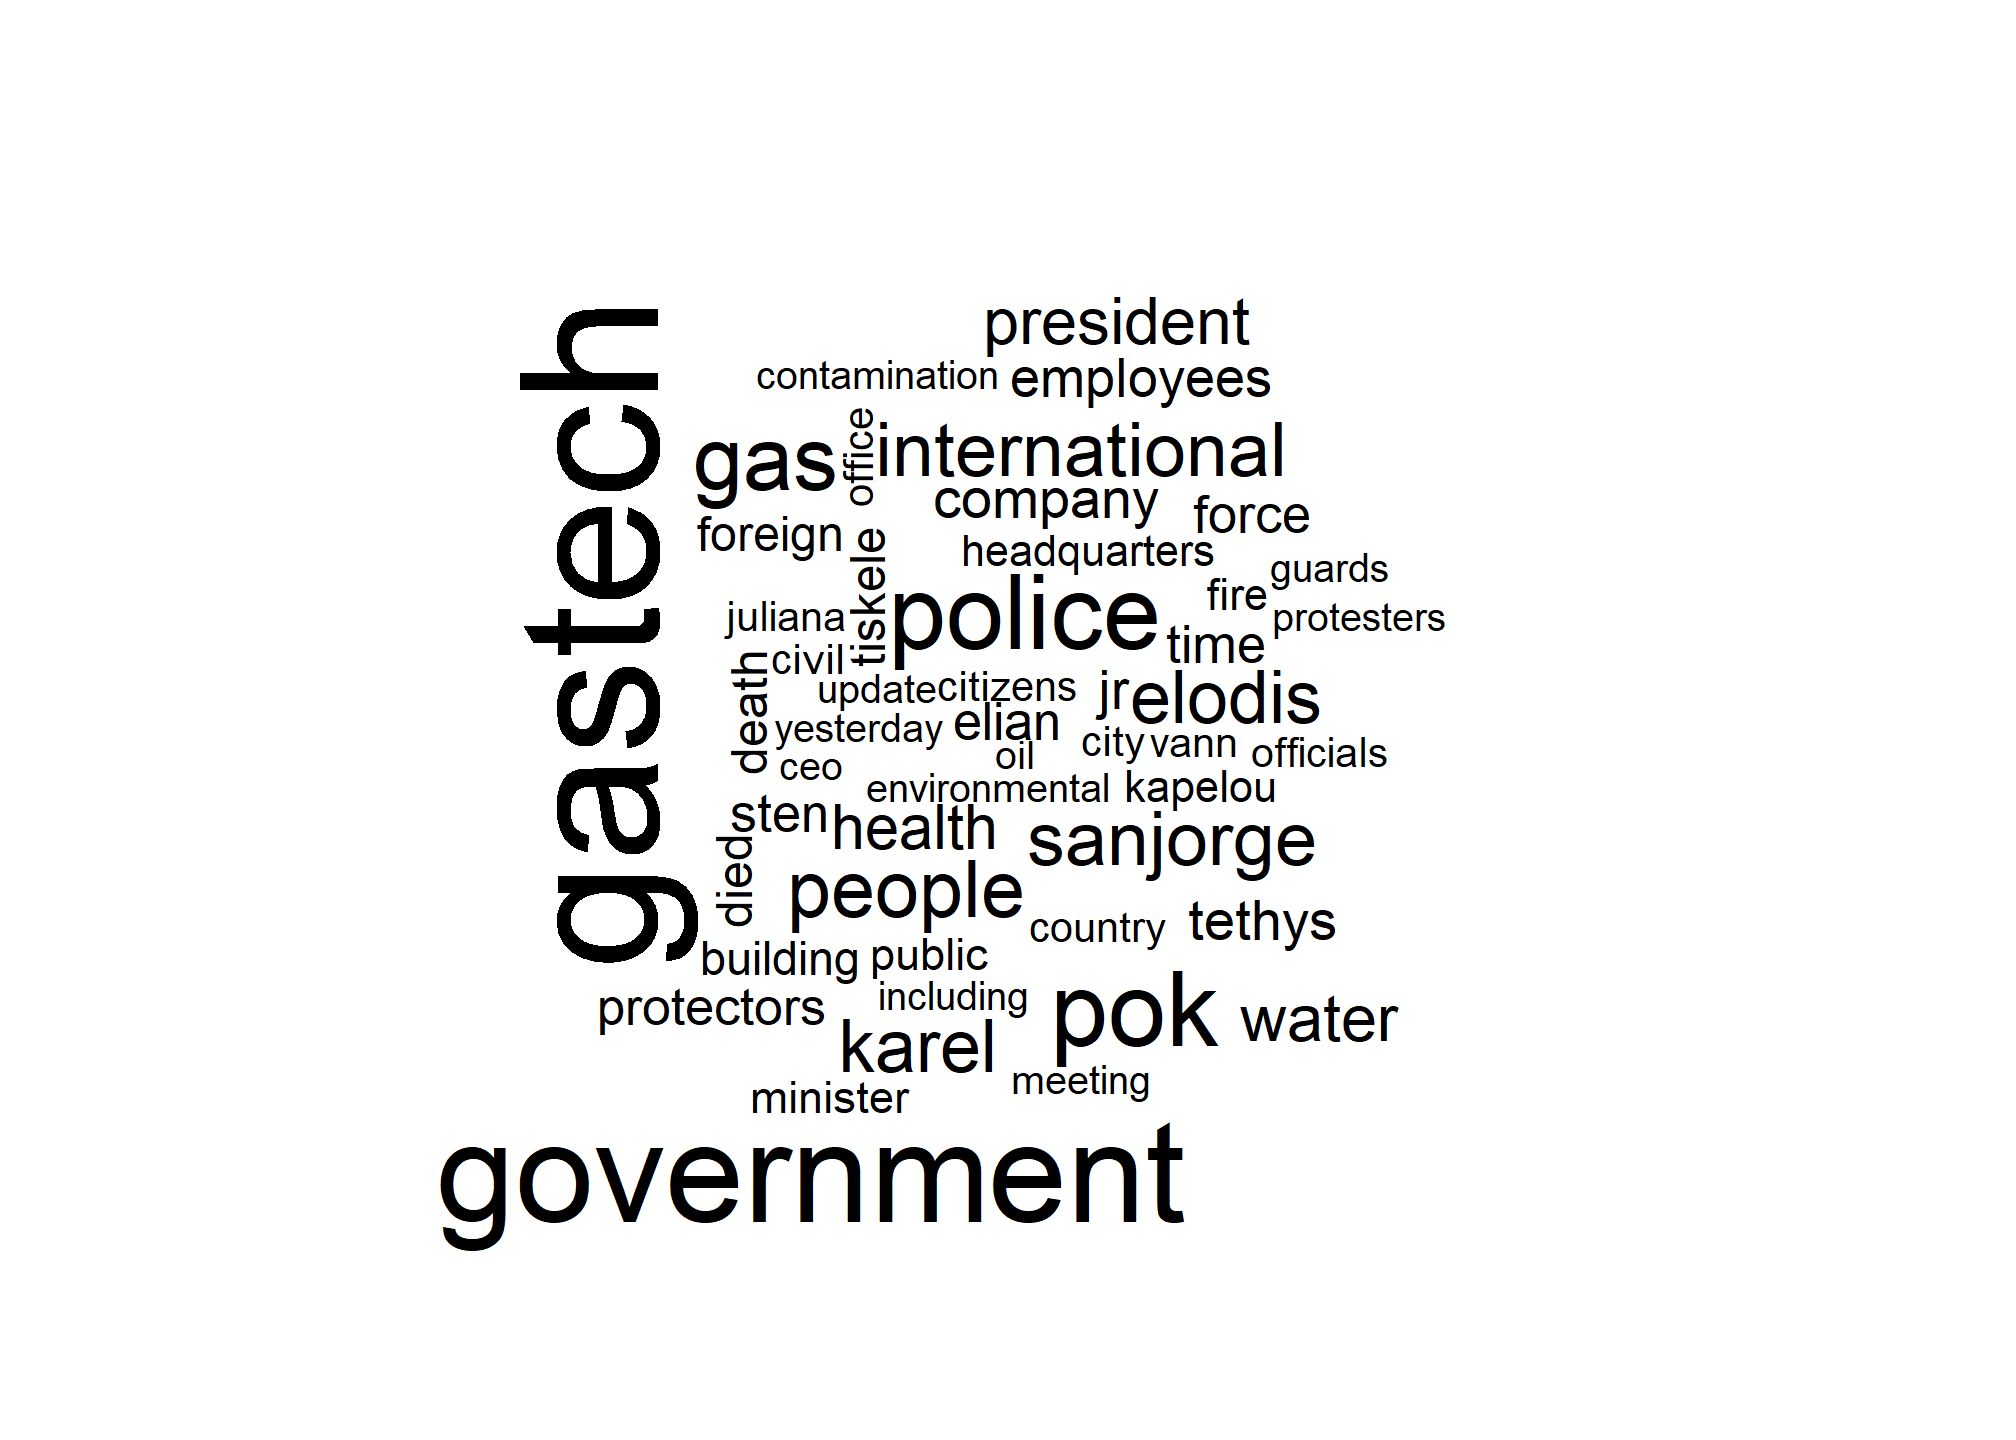 gastech
president
contamination
employees
gas
office
international
company
force
foreign
tiskele
headquarters
guards
police
fire
protesters
juliana
time
civil
death
update
citizens
jr
elodis
yesterday
elian
oil
city
vann
officials
ceo
environmental
kapelou
sten
health
sanjorge
died
people
country
tethys
building
public
protectors
including
pok
water
karel
meeting
minister
government